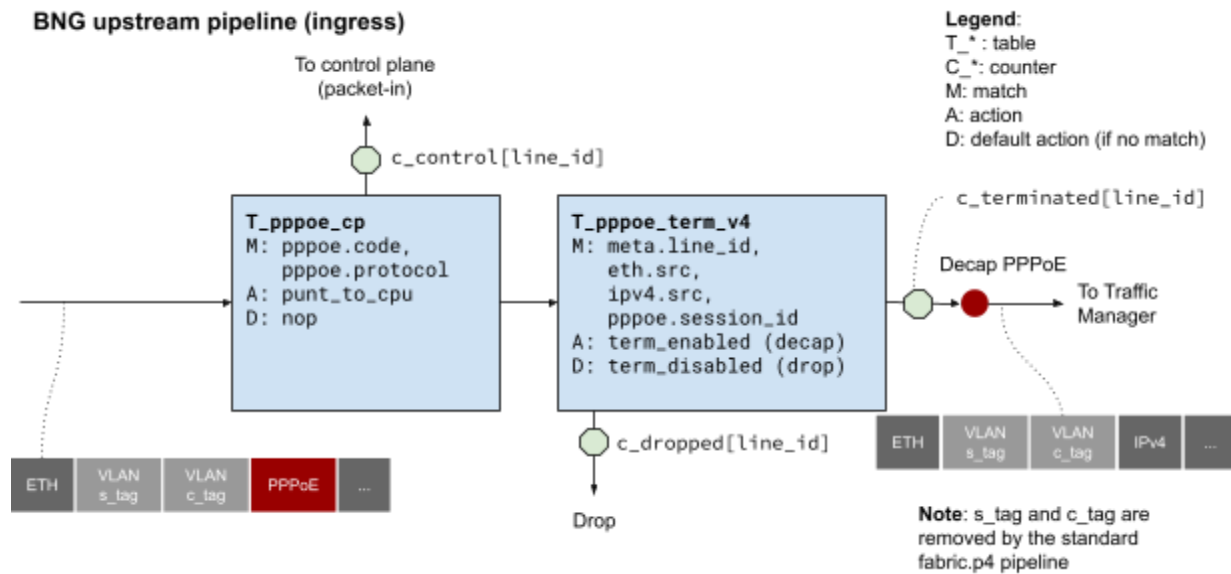 BNG upstream pipeline (ingress)
Legend:
T_* : table
C_*: counter
M: match
A: action
D: default action (if no match)
To control plane
(packet-in)
c_control[line_id]
T_pppoe_cp
M: pppoe.code,
pppoe.protocol
A: punt_to_cpu
D: nop
T_pppoe_term_v4
M: meta.line_id,
eth.src,
ipv4.src,
pppoe.session_id
A: term_enabled (decap)
D: term_disabled (drop)
c_terminated[line_id]
Decap PPPoE
To Traffic
Manager
c_dropped[line_id]
Drop
ETH
VLAN
s_tag
VLAN
c_tag
PPPoE
...
ETH
VLAN
s_tag
VLAN
c_tag
IPv4
...
Note: s_tag and c_tag are
removed by the standard
fabric.p4 pipeline